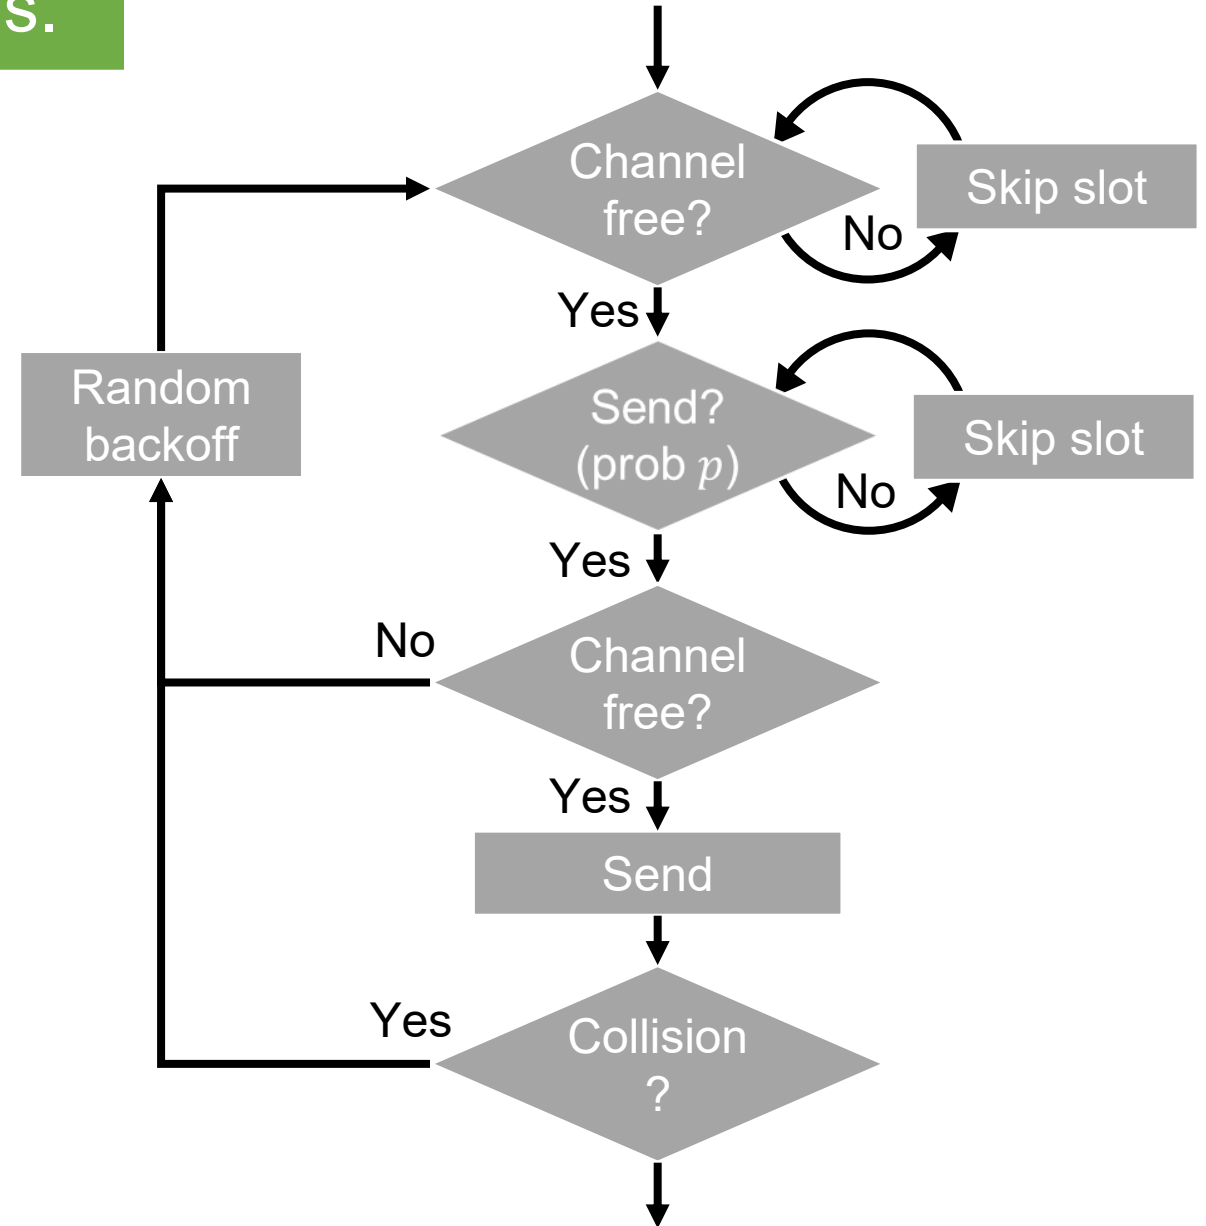 s.
Channel
free?
Skip slot
No
Yes
Random
backoff
Send?
(prob p)
Skip slot
No
Yes
No
Channel
free?
Yes
Send
Yes
Collision
?